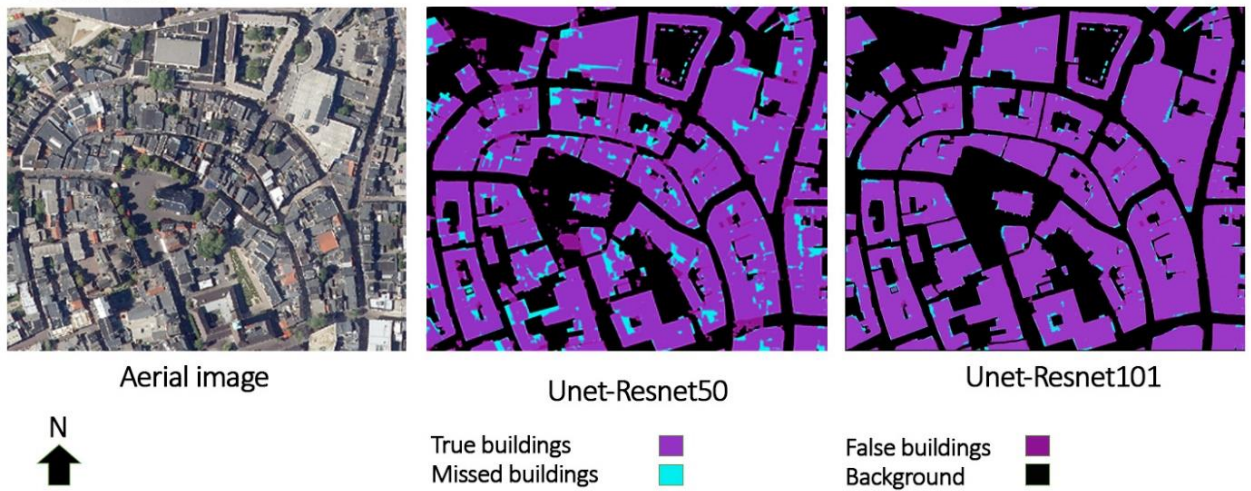 Aerial image
Unet-Resnet50
Unet-Resnet101
N
True buildings
Missed buildings
False buildings
Background